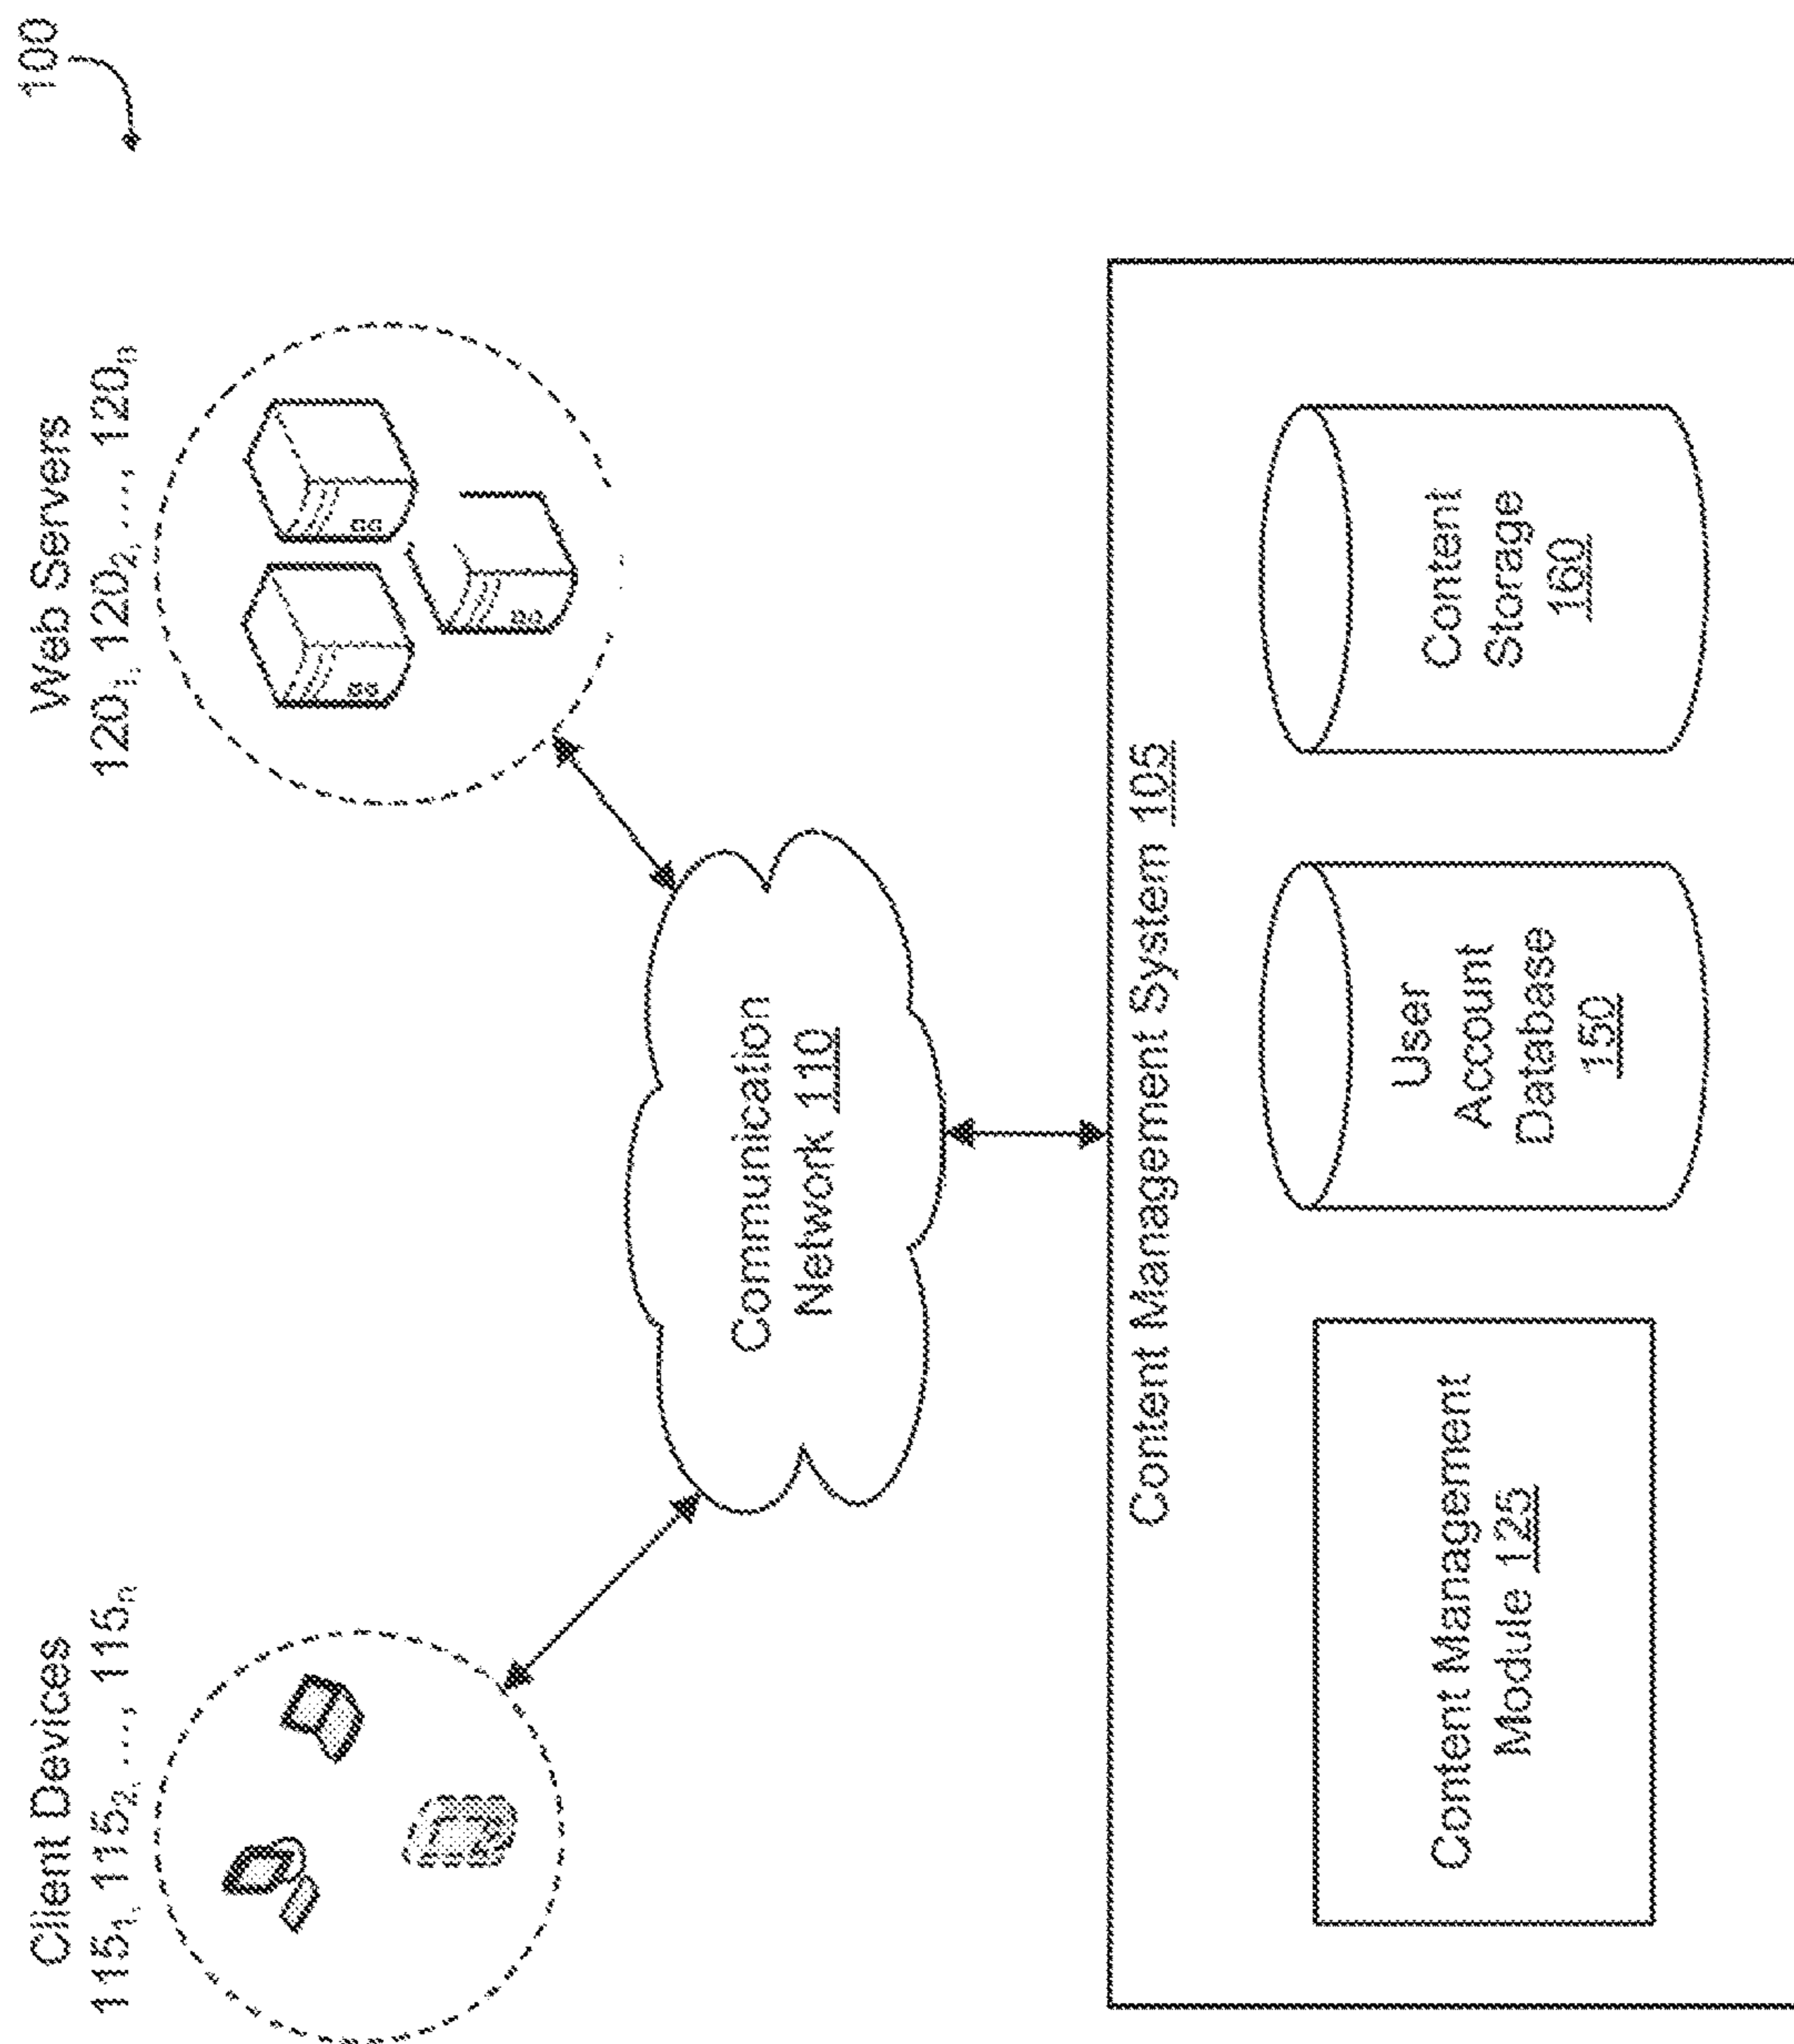 100
Client Devices
115₁, 115₂, ..., 115ₙ
Web Servers
120₁, 120₂, ..., 120ₙ
Communication
Network 110
Content Management System 105
Content Management
Module 125
User
Account
Database
150
Content
Storage
160